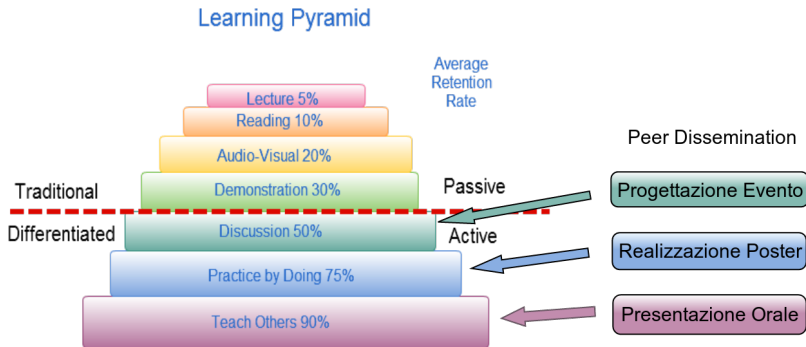 Learning Pyramid
Average
Retention
Rate
Lecture 5%
Reading 10%
Audio-Visual 20%
Demonstration 30%
Traditional
Passive
Differentiated
Active
Discussion 50%
Practice by Doing 75%
Teach Others 90%
Peer Dissemination
Progettazione Evento
Realizzazione Poster
Presentazione Orale